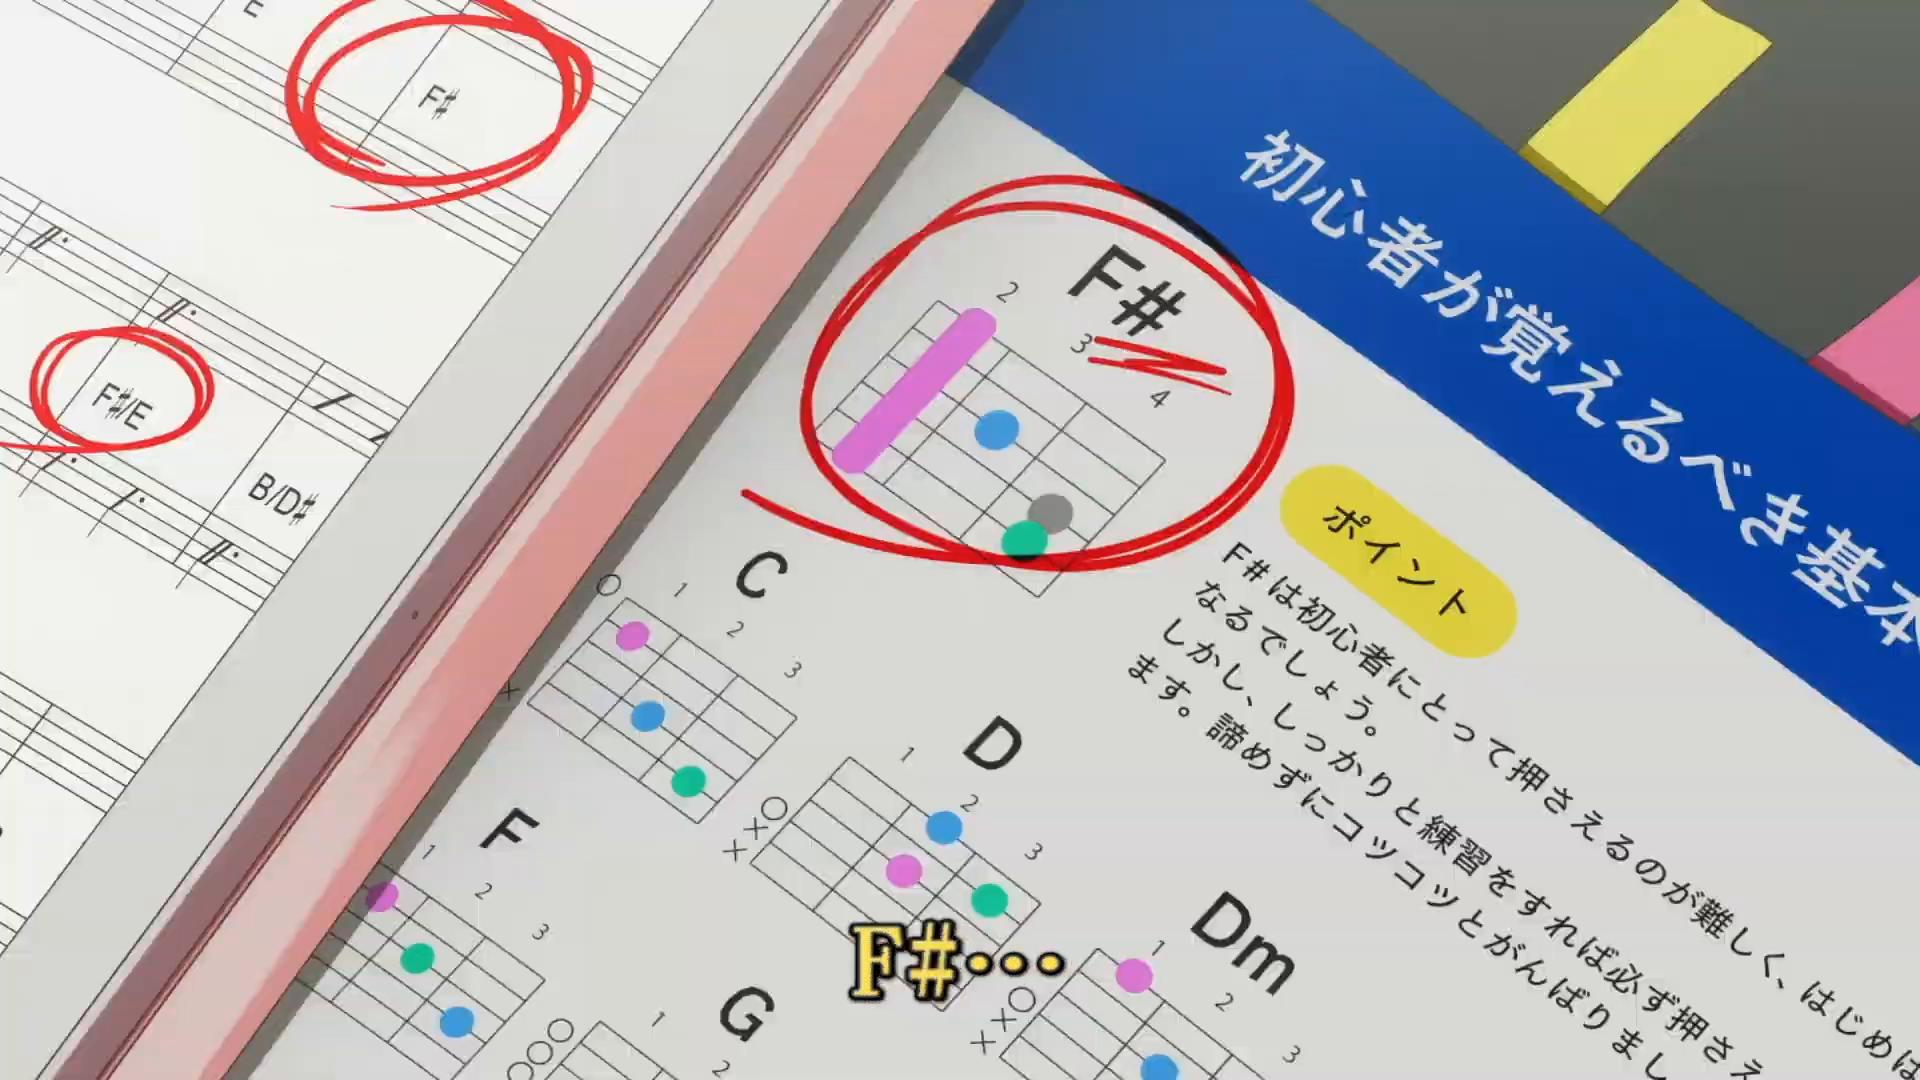 E
F#
F#/E
B/D#
初心者が覚えるべき基本
F#
2
3
4
ポイント
F#は初心者にとって押さえるのが難しく、はじめは
なるでしょう。
しかし、しっかりと練習をすれば必ず押さえ
ます。諦めずにコツコツとがんばりまし
C
1
2
3
D
1
2
3
F
1
2
3
Dm
1
2
3
G
1
2
F#…